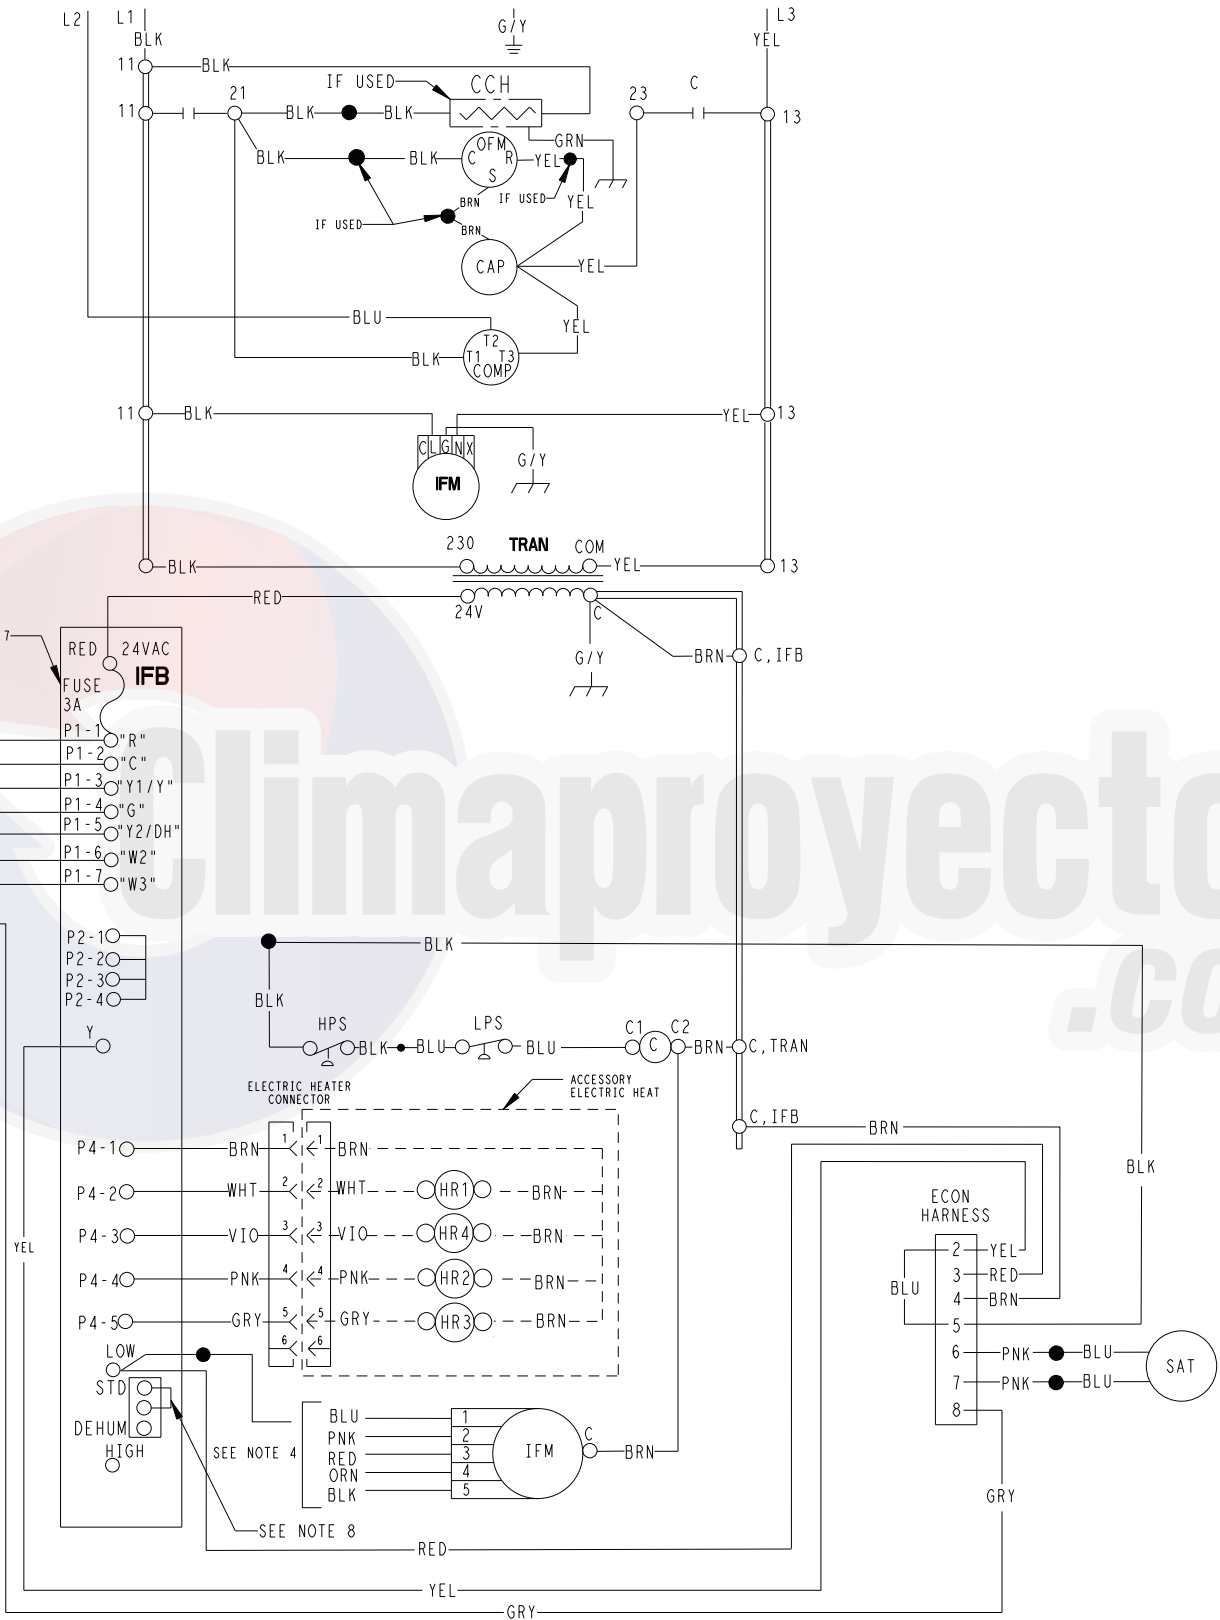 L2
L1
BLK
G/Y
L3
YEL
11
BLK
IF USED
CCH
21
23
C
11
BLK
BLK
13
GRN
BLK
BLK
C
OFM
R
S
YEL
BRN
IF USED
YEL
IF USED
BRN
CAP
YEL
BLU
YEL
T2
BLK
T1
T3
COMP
11
BLK
YEL
13
C
L
G
N
X
G/Y
IFM
230
TRAN
COM
BLK
YEL
13
RED
24V
C
7
RED
24VAC
G/Y
BRN
C,IFB
IFB
FUSE
3A
P1-1
"R"
P1-2
"C"
P1-3
"Y1/Y"
P1-4
"G"
P1-5
"Y2/DH"
P1-6
"W2"
P1-7
"W3"
Climaproyecto
.co
P2-1
P2-2
P2-3
P2-4
BLK
BLK
Y
HPS
LPS
C1
C2
BLK
BLU
BLU
C
BRN
C,TRAN
ELECTRIC HEATER
CONNECTOR
ACCESSORY
ELECTRIC HEAT
C,IFB
BRN
P4-1
BRN
1
1
BRN
BLK
P4-2
WHT
2
2
WHT
HR1
BRN
P4-3
VIO
3
3
VIO
HR4
BRN
YEL
P4-4
PNK
4
4
PNK
HR2
BRN
P4-5
GRY
5
5
GRY
HR3
BRN
6
6
ECON
HARNESS
2
YEL
3
RED
BLU
4
BRN
5
6
PNK
BLU
SAT
7
PNK
BLU
8
LOW
STD
DEHUM
HIGH
SEE NOTE 4
BLU
1
PNK
2
RED
3
ORN
4
BLK
5
IFM
C
BRN
GRY
SEE NOTE 8
RED
YEL
GRY